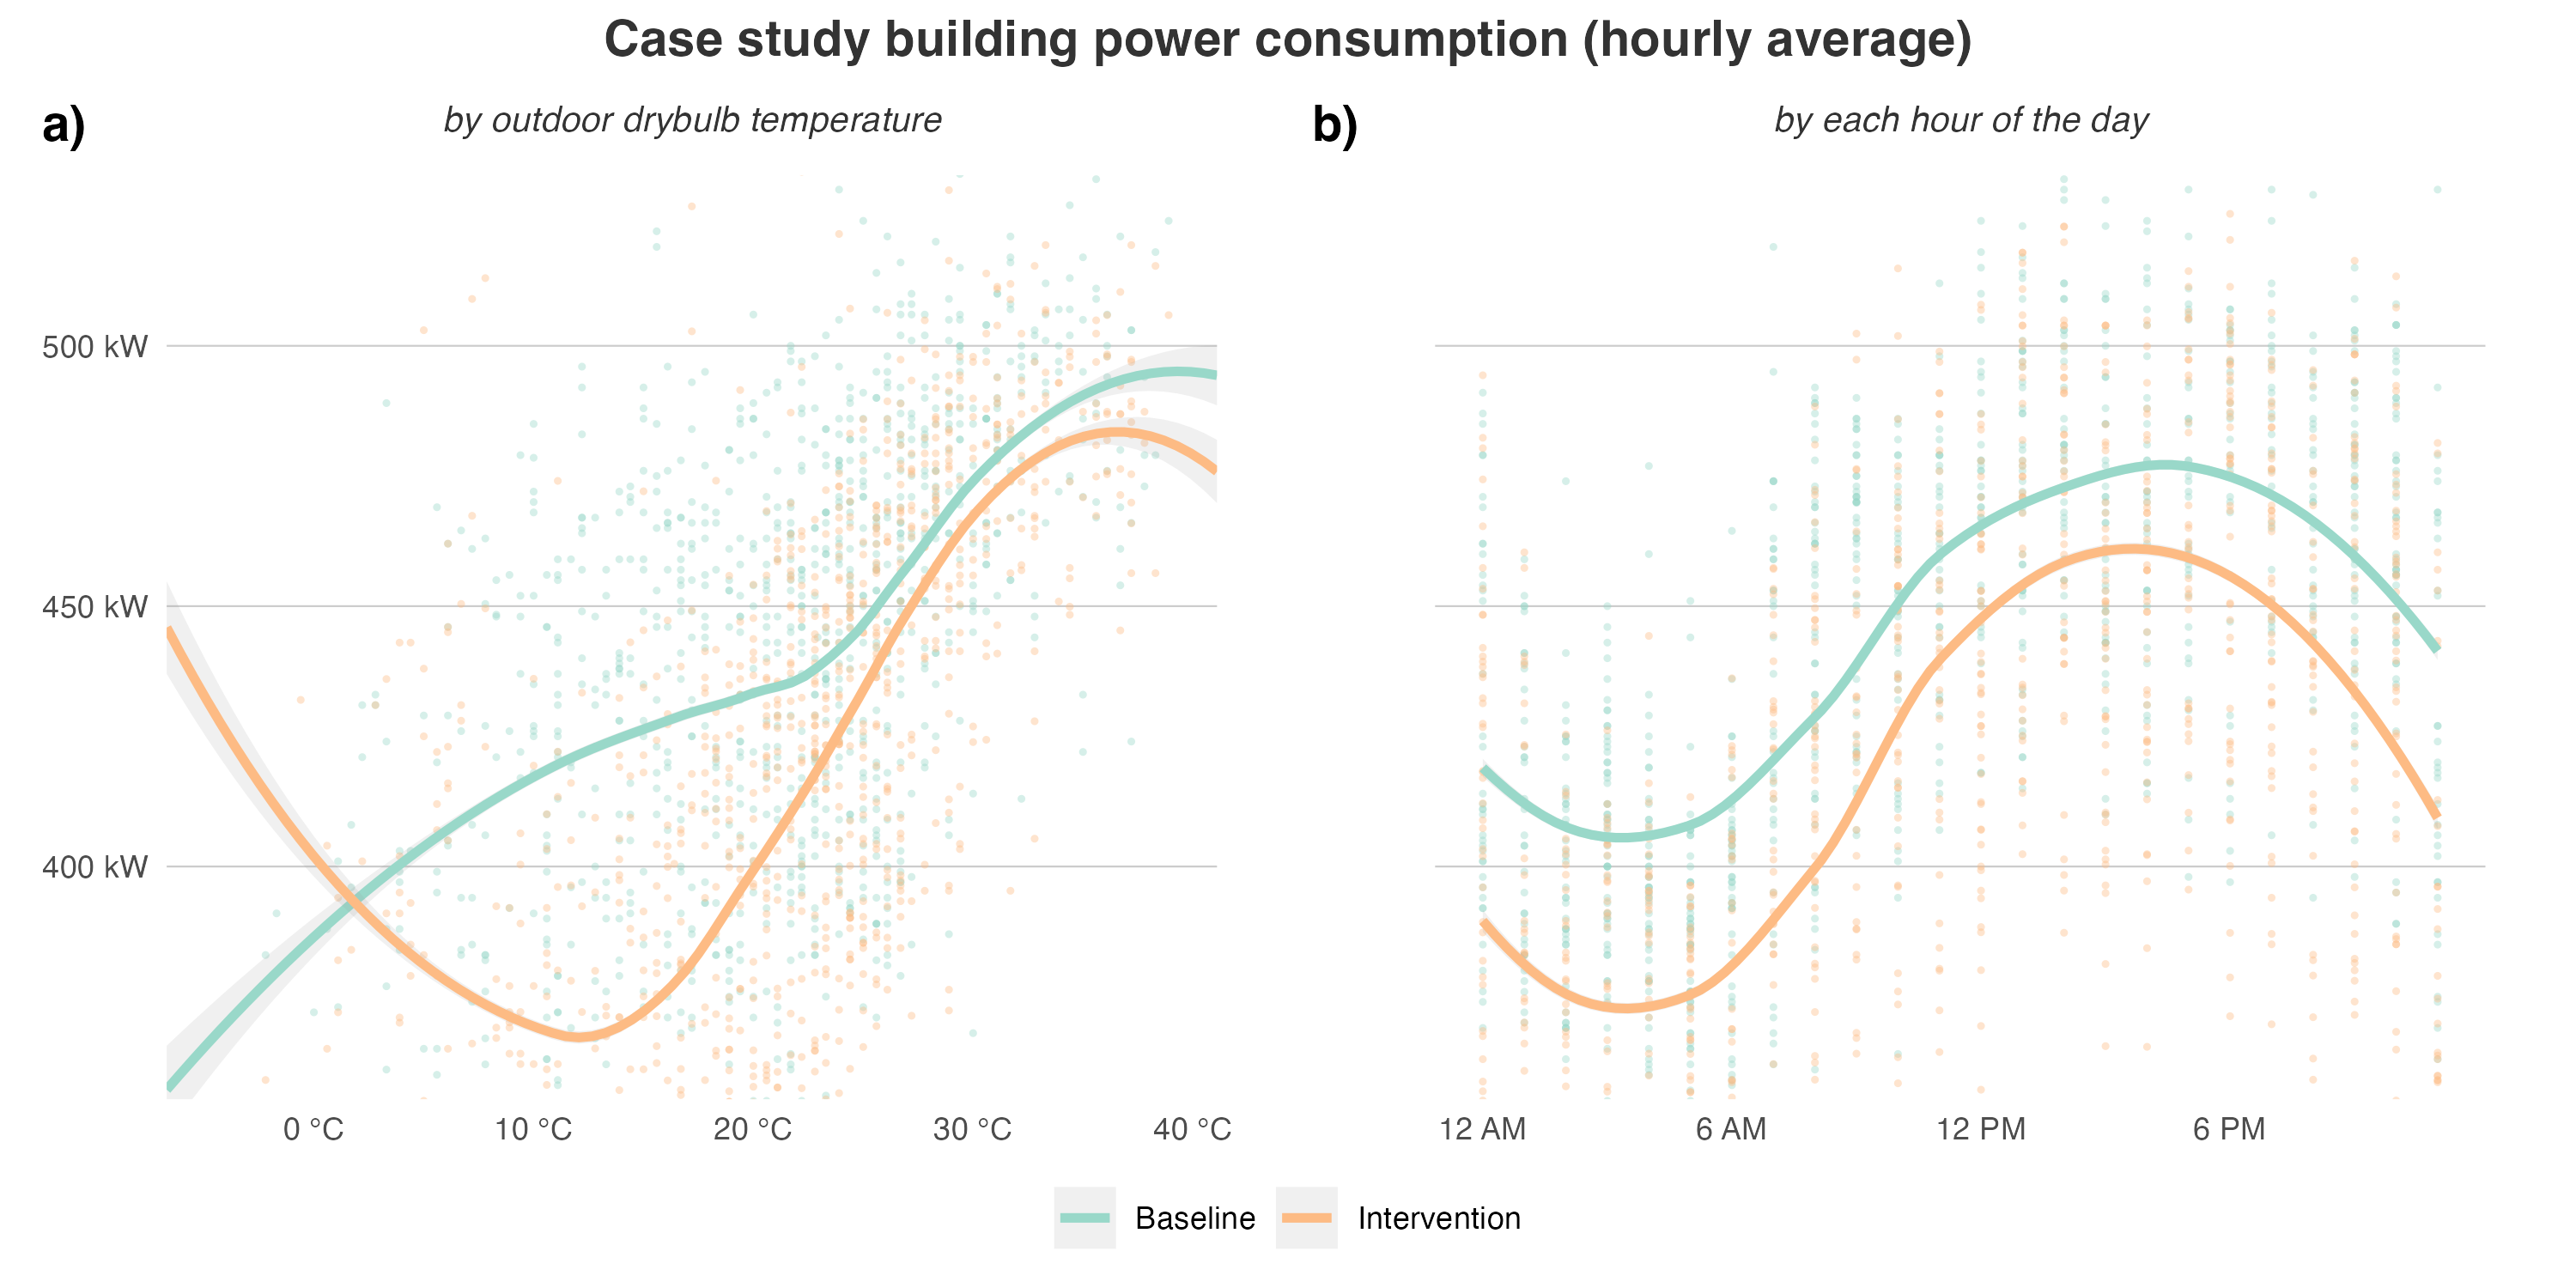 Case study building power consumption (hourly average)
a)
by outdoor drybulb temperature
b)
by each hour of the day
500 kW
450 kW
400 kW
0 °C
10 °C
20 °C
30 °C
40 °C
12 AM
6 AM
12 PM
6 PM
Baseline
Intervention